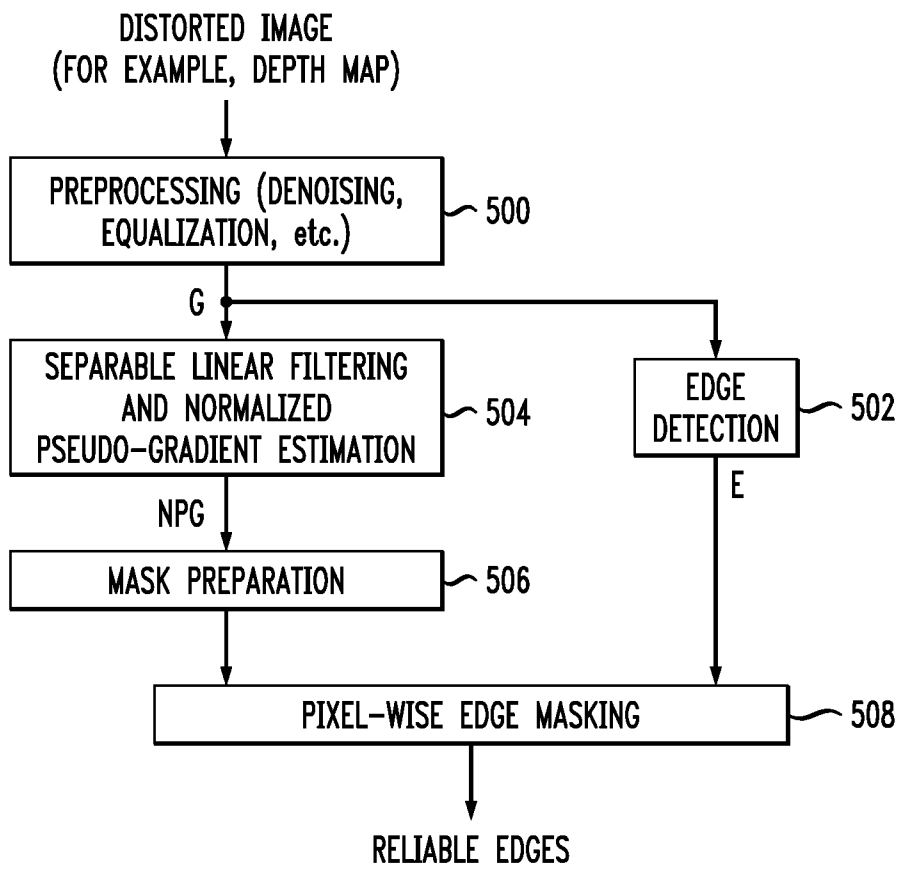 DISTORTED IMAGE
(FOR EXAMPLE, DEPTH MAP)
PREPROCESSING (DENOISING,
EQUALIZATION, etc.)
500
G
SEPARABLE LINEAR FILTERING
AND NORMALIZED
PSEUDO-GRADIENT ESTIMATION
504
EDGE
DETECTION
502
NPG
E
MASK PREPARATION
506
PIXEL-WISE EDGE MASKING
508
RELIABLE EDGES